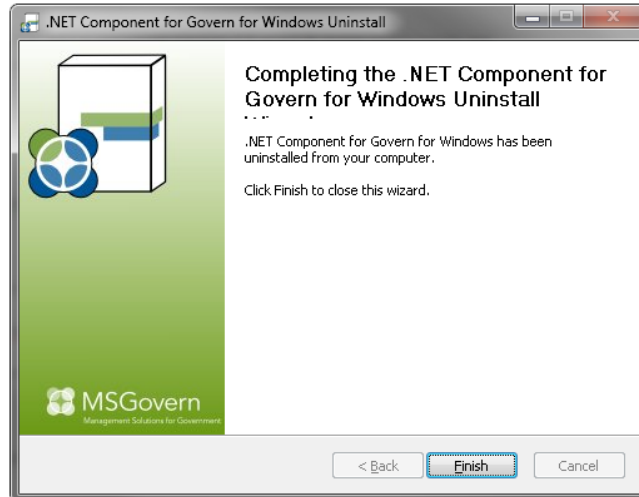 .NET Component for Govern for Windows Uninstall
Completing the .NET Component for
Govern for Windows Uninstall
.NET Component for Govern for Windows has been
uninstalled from your computer.
Click Finish to close this wizard.
MSGovern
Management Solutions for Government
< Back
Finish
Cancel